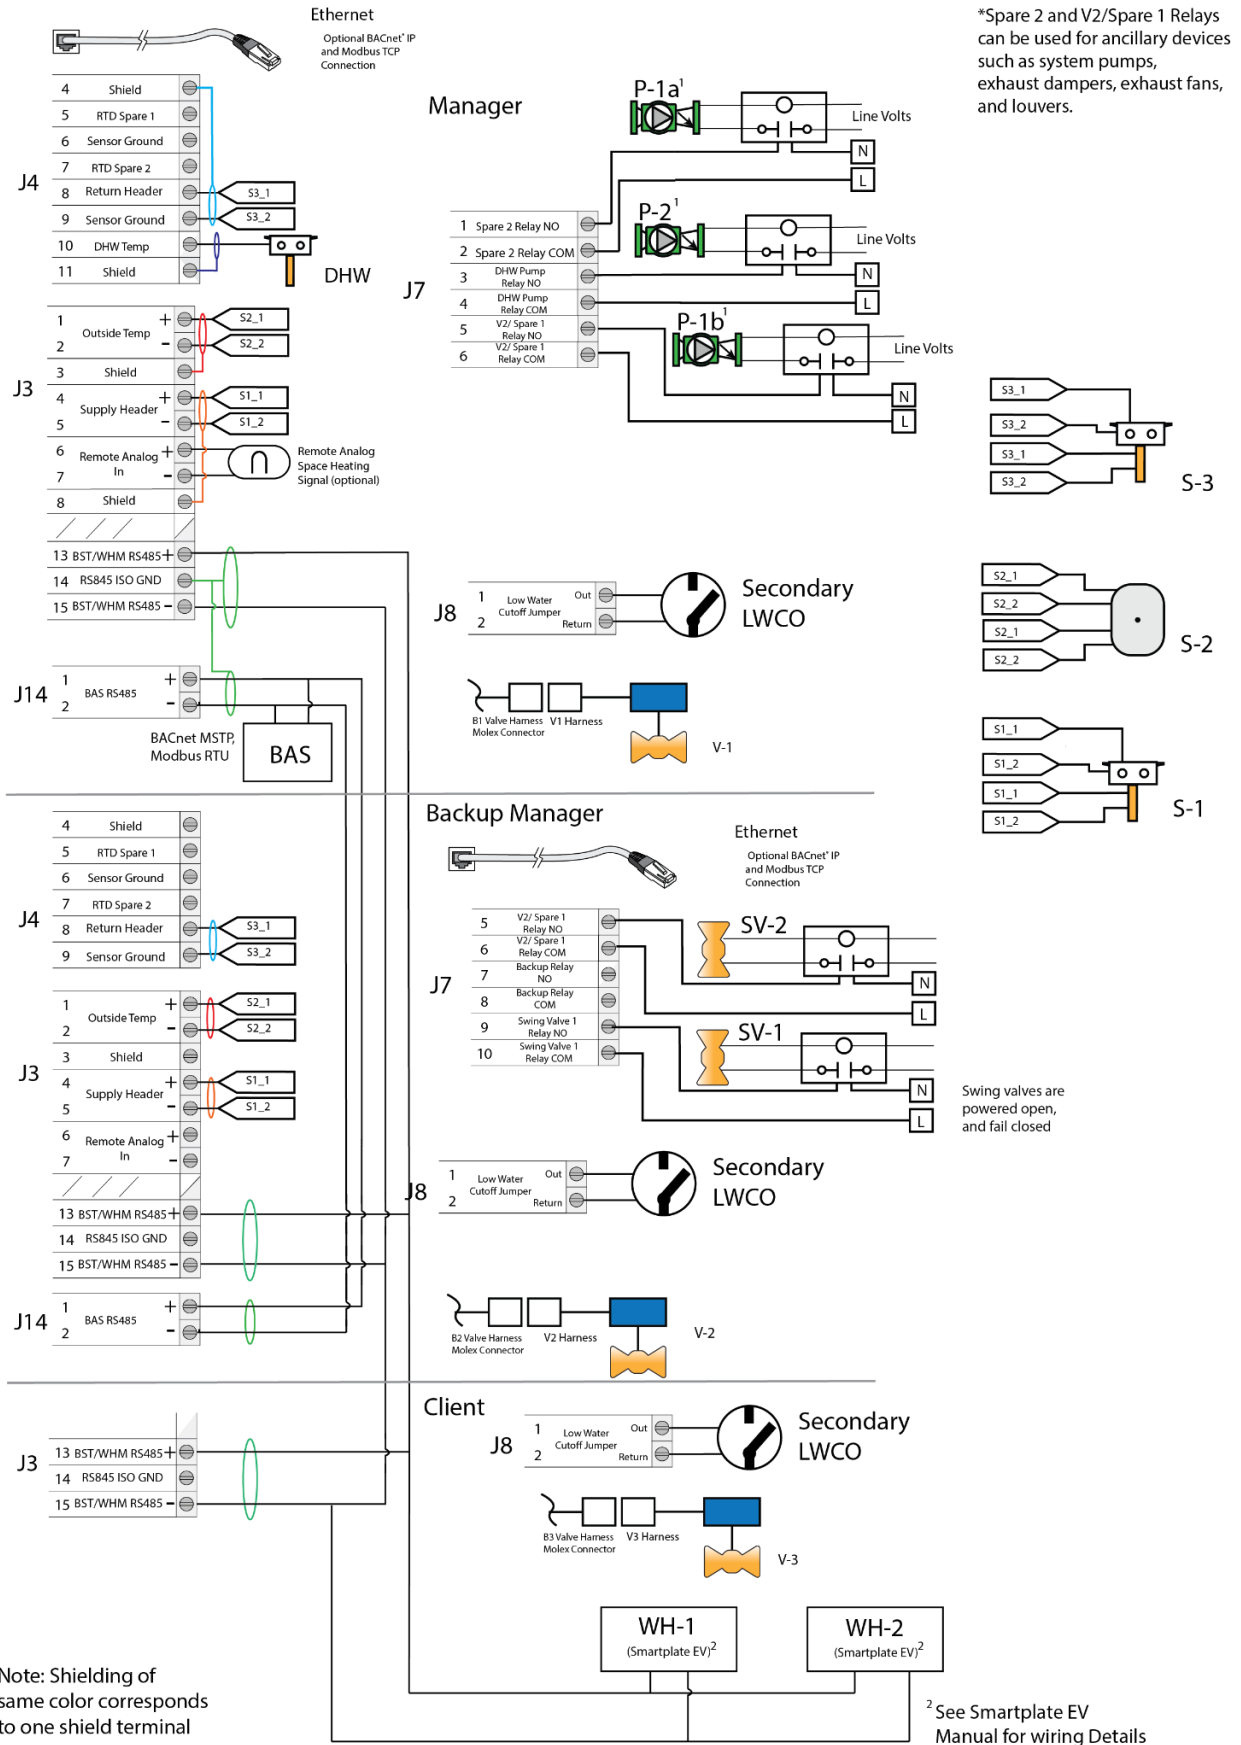 Ethernet
Optional BACnet® IP
and Modbus TCP
Connection
*Spare 2 and V2/Spare 1 Relays
can be used for ancillary devices
such as system pumps,
exhaust dampers, exhaust fans,
and louvers.
Manager
J4
4 Shield
5 RTD Spare 1
6 Sensor Ground
7 RTD Spare 2
8 Return Header
9 Sensor Ground
10 DHW Temp
11 Shield
S3_1
S3_2
DHW
J3
1
Outside Temp
2
+
-
3 Shield
4
Supply Header
5
+
-
6
Remote Analog
In
7
+
-
8 Shield
S2_1
S2_2
S1_1
S1_2
Remote Analog
Space Heating
Signal (optional)
13 BST/WHM RS485 +
14 RS845 ISO GND
15 BST/WHM RS485 -
J14
1
BAS RS485
2
+
-
BACnet MSTP,
Modbus RTU
BAS
P-1a¹
Line Volts
N
L
P-2¹
Line Volts
N
L
P-1b¹
Line Volts
N
L
J7
1 Spare 2 Relay NO
2 Spare 2 Relay COM
3 DHW Pump
Relay NO
4 DHW Pump
Relay COM
5 V2/ Spare 1
Relay NO
6 V2/ Spare 1
Relay COM
J8
1
Low Water
Cutoff Jumper
2
Out
Return
Secondary
LWCO
B1 Valve Harness
Molex Connector
V1 Harness
V-1
S3_1
S3_2
S3_1
S3_2
S-3
S2_1
S2_2
S2_1
S2_2
S-2
S1_1
S1_2
S1_1
S1_2
S-1
Backup Manager
Ethernet
Optional BACnet® IP
and Modbus TCP
Connection
J4
4 Shield
5 RTD Spare 1
6 Sensor Ground
7 RTD Spare 2
8 Return Header
9 Sensor Ground
S3_1
S3_2
J3
1
Outside Temp
2
+
-
3 Shield
4
Supply Header
5
+
-
6
Remote Analog
In
7
+
-
S2_1
S2_2
S1_1
S1_2
13 BST/WHM RS485 +
14 RS845 ISO GND
15 BST/WHM RS485 -
J14
1
BAS RS485
2
+
-
J7
5 V2/ Spare 1
Relay NO
6 V2/ Spare 1
Relay COM
7 Backup Relay
NO
8 Backup Relay
COM
9 Swing Valve 1
Relay NO
10 Swing Valve 1
Relay COM
SV-2
N
L
SV-1
N
L
Swing valves are
powered open,
and fail closed
J8
1
Low Water
Cutoff Jumper
2
Out
Return
Secondary
LWCO
B2 Valve Harness
Molex Connector
V2 Harness
V-2
Client
J3
13 BST/WHM RS485 +
14 RS845 ISO GND
15 BST/WHM RS485 -
J8
1
Low Water
Cutoff Jumper
2
Out
Return
Secondary
LWCO
B3 Valve Harness
Molex Connector
V3 Harness
V-3
WH-1
(Smartplate EV)²
WH-2
(Smartplate EV)²
Note: Shielding of
same color corresponds
to one shield terminal
² See Smartplate EV
Manual for wiring Details